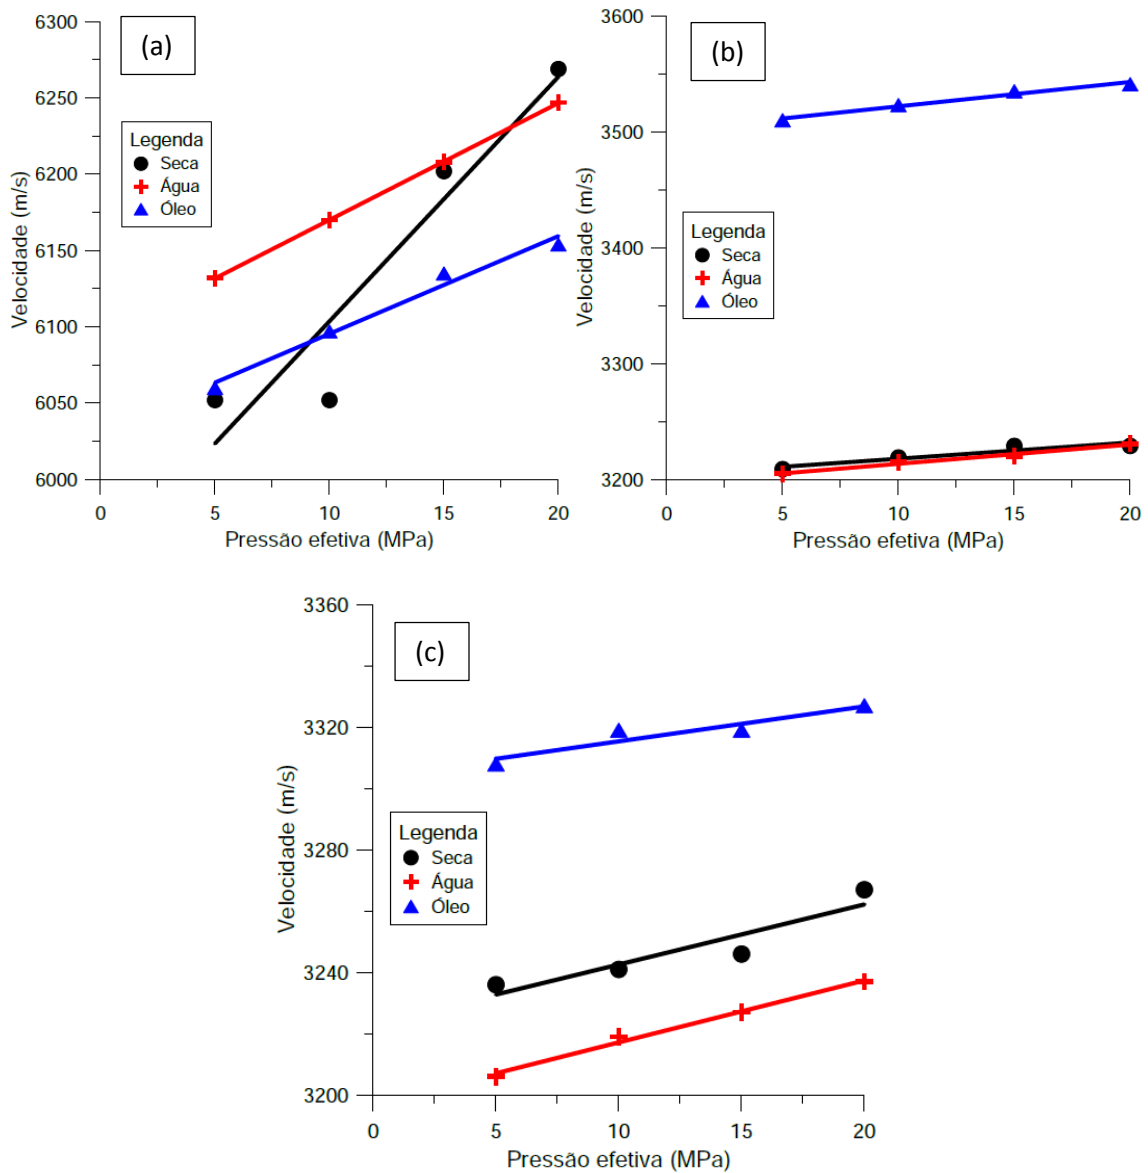 (a)
6300
6250
6200
6150
6100
6050
6000
Velocidade (m/s)
Legenda
Seca
Água
Óleo
0 5 10 15 20
Pressão efetiva (MPa)
(b)
3600
3500
3400
3300
3200
Velocidade (m/s)
Legenda
Seca
Água
Óleo
0 5 10 15 20
Pressão efetiva (MPa)
(c)
3360
3320
3280
3240
3200
Velocidade (m/s)
Legenda
Seca
Água
Óleo
0 5 10 15 20
Pressão efetiva (MPa)